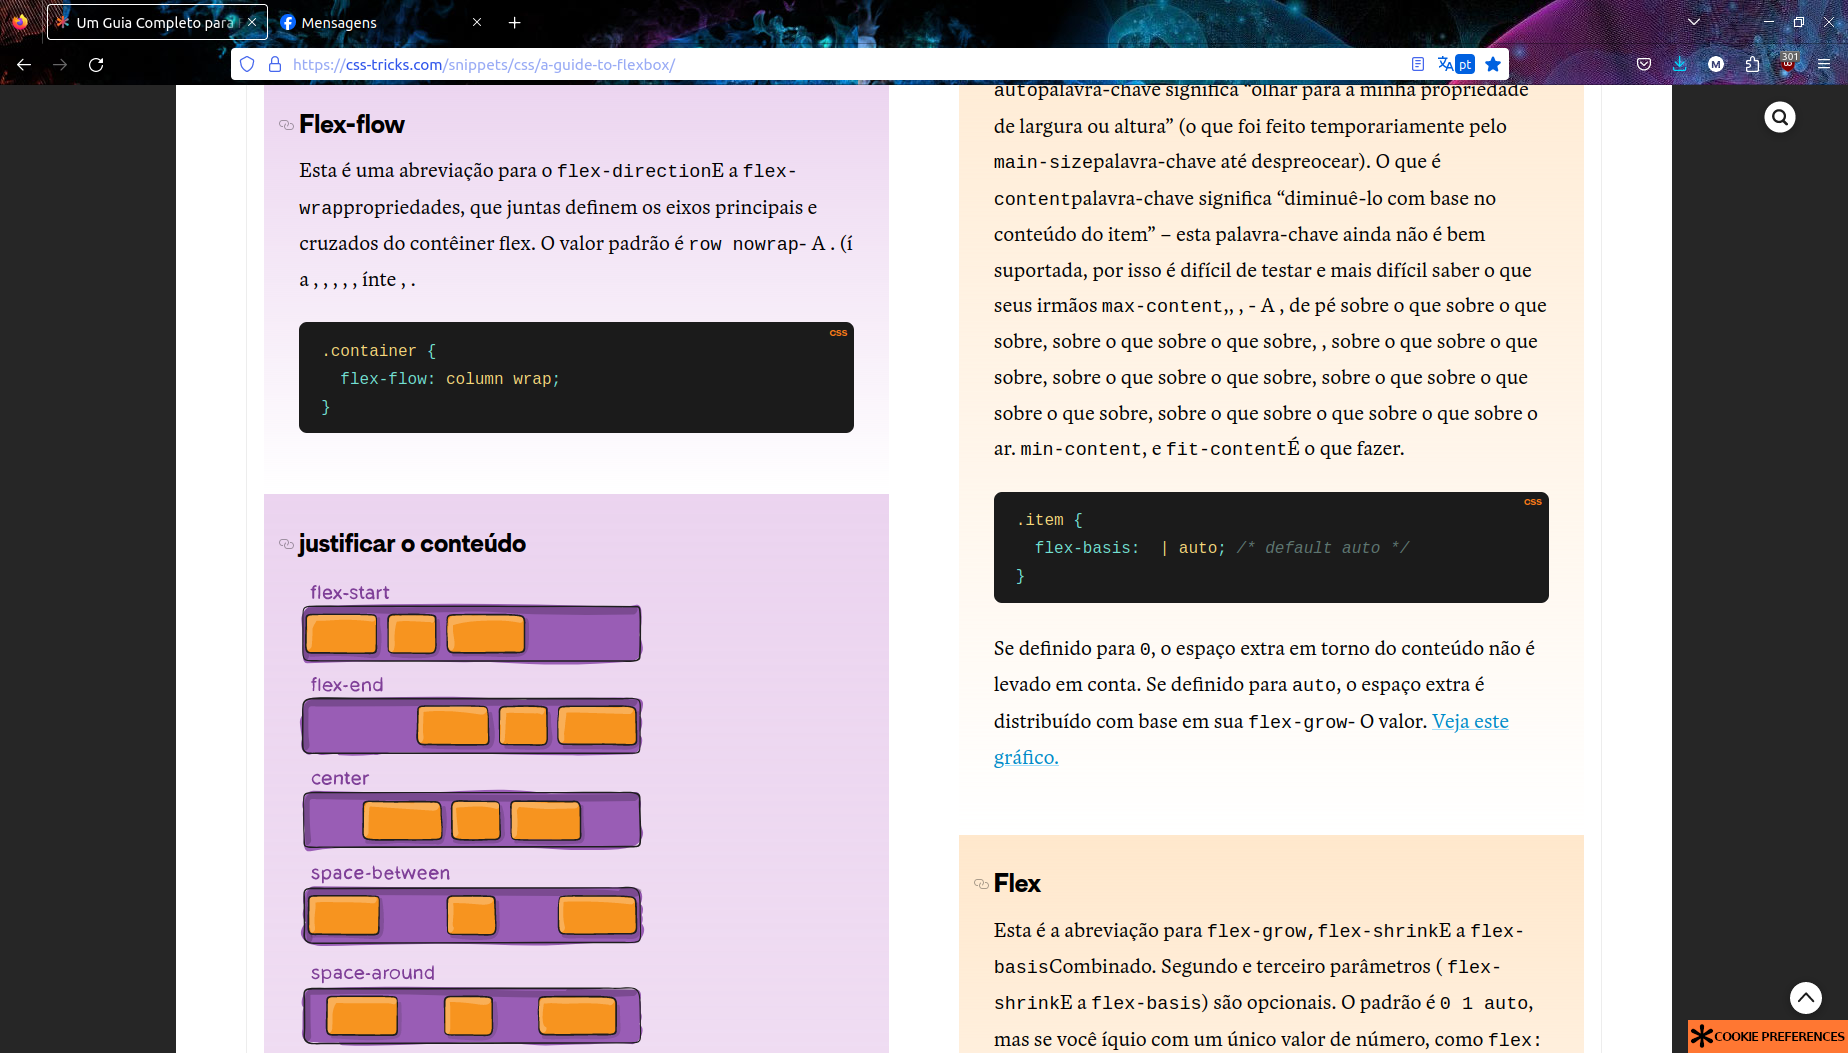 Um Guia Completo para
Mensagens
https://css-tricks.com/snippets/css/a-guide-to-flexbox/
pt
301
Flex-flow
Esta é uma abreviação para o flex-directionE a flex-
wrappropriedades, que juntas definem os eixos principais e
cruzados do contêiner flex. O valor padrão é row nowrap- A . (í
a , , , , , ínte , .
CSS
.container {
flex-flow: column wrap;
}
justificar o conteúdo
flex-start
flex-end
center
space-between
space-around
autopalavra-chave significa “olhar para a minha propriedade
de largura ou altura” (o que foi feito temporariamente pelo
main-sizepalavra-chave até despreocear). O que é
contentpalavra-chave significa “diminuê-lo com base no
conteúdo do item” – esta palavra-chave ainda não é bem
suportada, por isso é difícil de testar e mais difícil saber o que
seus irmãos max-content,, , - A , de pé sobre o que sobre o que
sobre, sobre o que sobre o que sobre, , sobre o que sobre o que
sobre, sobre o que sobre o que sobre, sobre o que sobre o que
sobre o que sobre, sobre o que sobre o que sobre o que sobre o
ar. min-content, e fit-contentÉ o que fazer.
CSS
.item {
flex-basis:  | auto; /* default auto */
}
Se definido para 0, o espaço extra em torno do conteúdo não é
levado em conta. Se definido para auto, o espaço extra é
distribuído com base em sua flex-grow- O valor. Veja este
gráfico.
Flex
Esta é a abreviação para flex-grow,flex-shrinkE a flex-
basisCombinado. Segundo e terceiro parâmetros ( flex-
shrinkE a flex-basis) são opcionais. O padrão é 0 1 auto,
mas se você íquio com um único valor de número, como flex:
COOKIE PREFERENCES